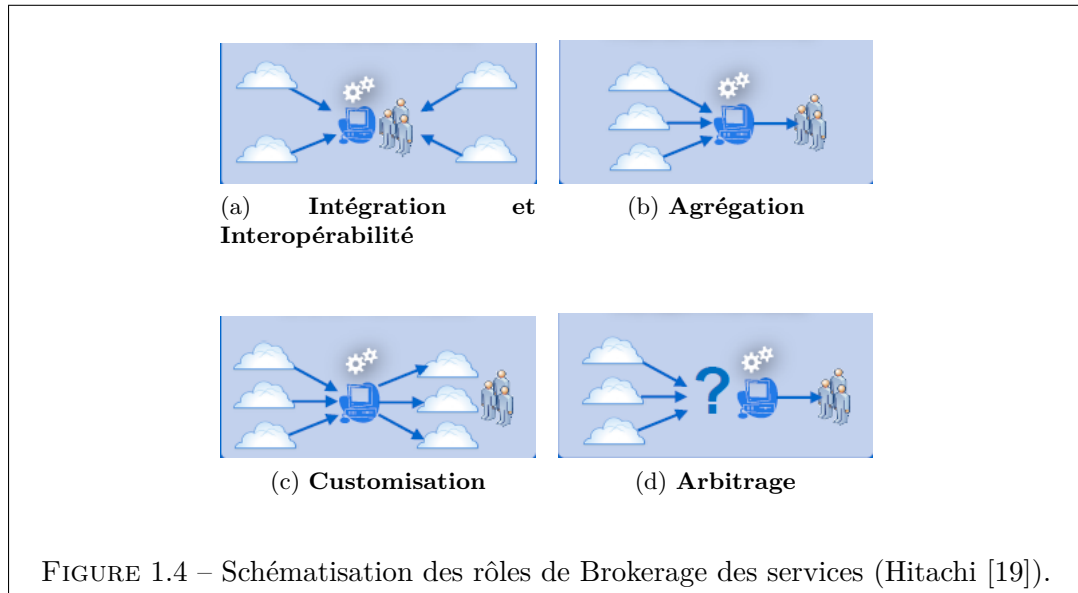 (a) Intégration et
Interopérabilité
(b) Agrégation
?
(c) Customisation
(d) Arbitrage
FIGURE 1.4 – Schématisation des rôles de Brokerage des services (Hitachi [19]).